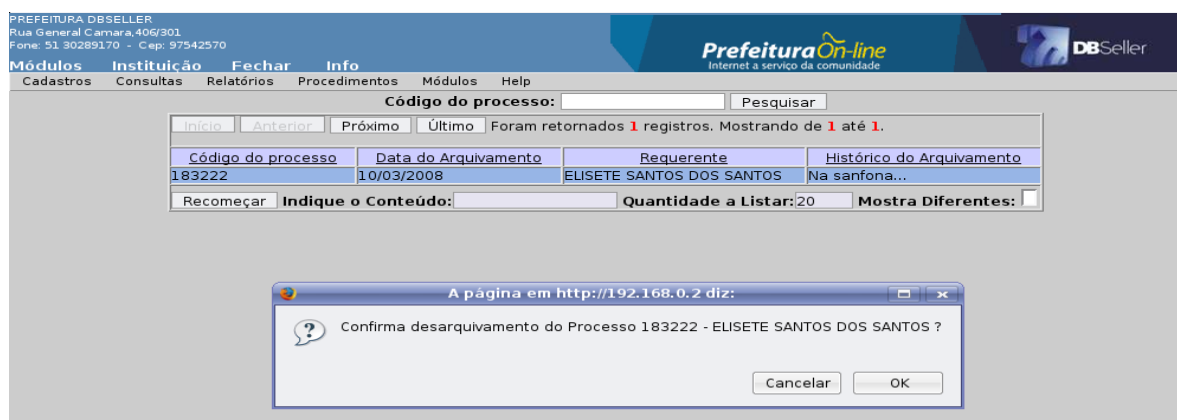 PREFEITURA DBSELLER
Rua General Camara,406/301
Fone: 51 30289170 - Cep: 97542570
Prefeitura On-line
Internet a serviço da comunidade
DBSeller
Módulos Instituição Fechar Info
Cadastros Consultas Relatórios Procedimentos Módulos Help
Código do processo: Pesquisar
Início Anterior Próximo Último Foram retornados 1 registros. Mostrando de 1 até 1.
Código do processo Data do Arquivamento Requerente Histórico do Arquivamento
183222 10/03/2008 ELISETE SANTOS DOS SANTOS Na sanfona...
Recomeçar Indique o Conteúdo: Quantidade a Listar: 20 Mostra Diferentes:
A página em http://192.168.0.2 diz:
Confirma desarquivamento do Processo 183222 - ELISETE SANTOS DOS SANTOS ?
Cancelar OK